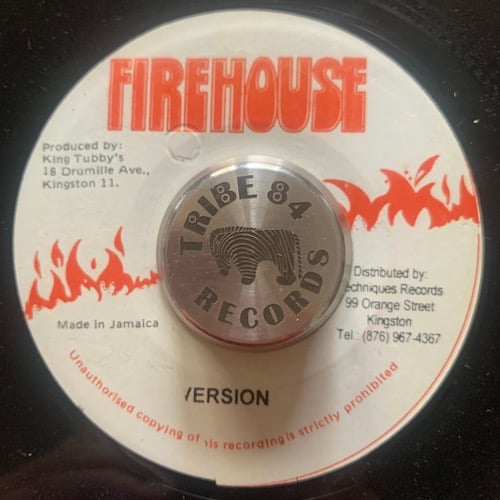 FIREHOUSE
Produced by:
King Tubby's
18 Drumille Ave.,
Kingston 11.
TRIBE 84
RECORDS
Distributed by:
echniques Records
99 Orange Street
Kingston
Tel.: (876) 967-4367
Made in Jamaica
VERSION
Unauthorised copying of his recording is strictly prohibited